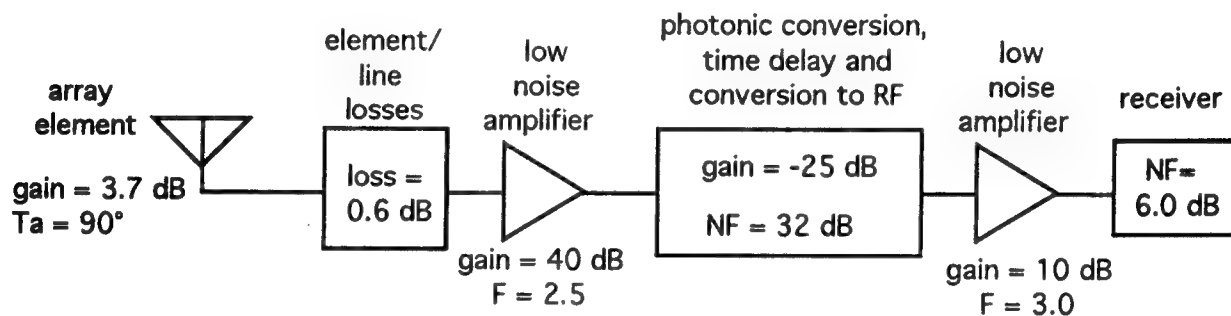 array
element
gain = 3.7 dB
Ta = 90°
element/
line
losses
loss =
0.6 dB
low
noise
amplifier
gain = 40 dB
F = 2.5
photonic conversion,
time delay and
conversion to RF
gain = -25 dB
NF = 32 dB
low
noise
amplifier
gain = 10 dB
F = 3.0
receiver
NF=
6.0 dB